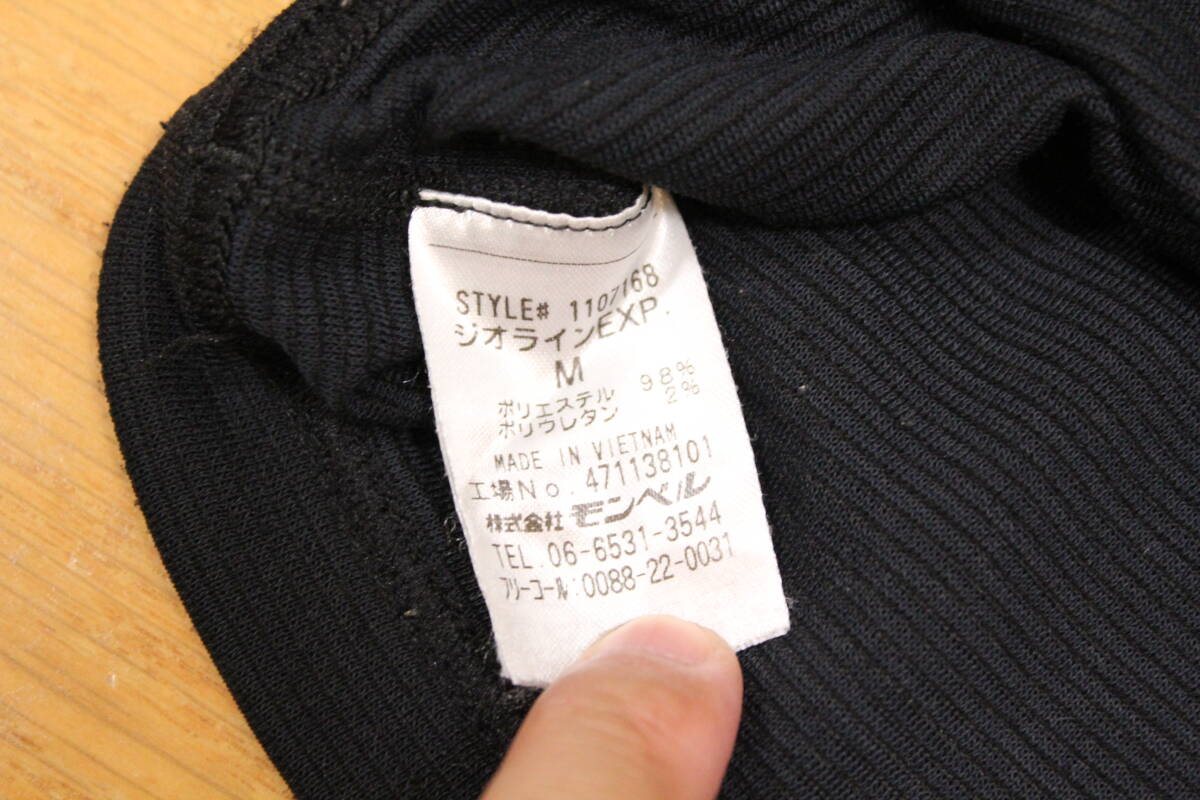 STYLE# 1107168
ジオラインEXP.
M
ポリエステル 98%
ポリウレタン 2%
MADE IN VIETNAM
工場No.471138101
株式会社 モンベル
TEL.06-6531-3544
フリーコール:0088-22-0031